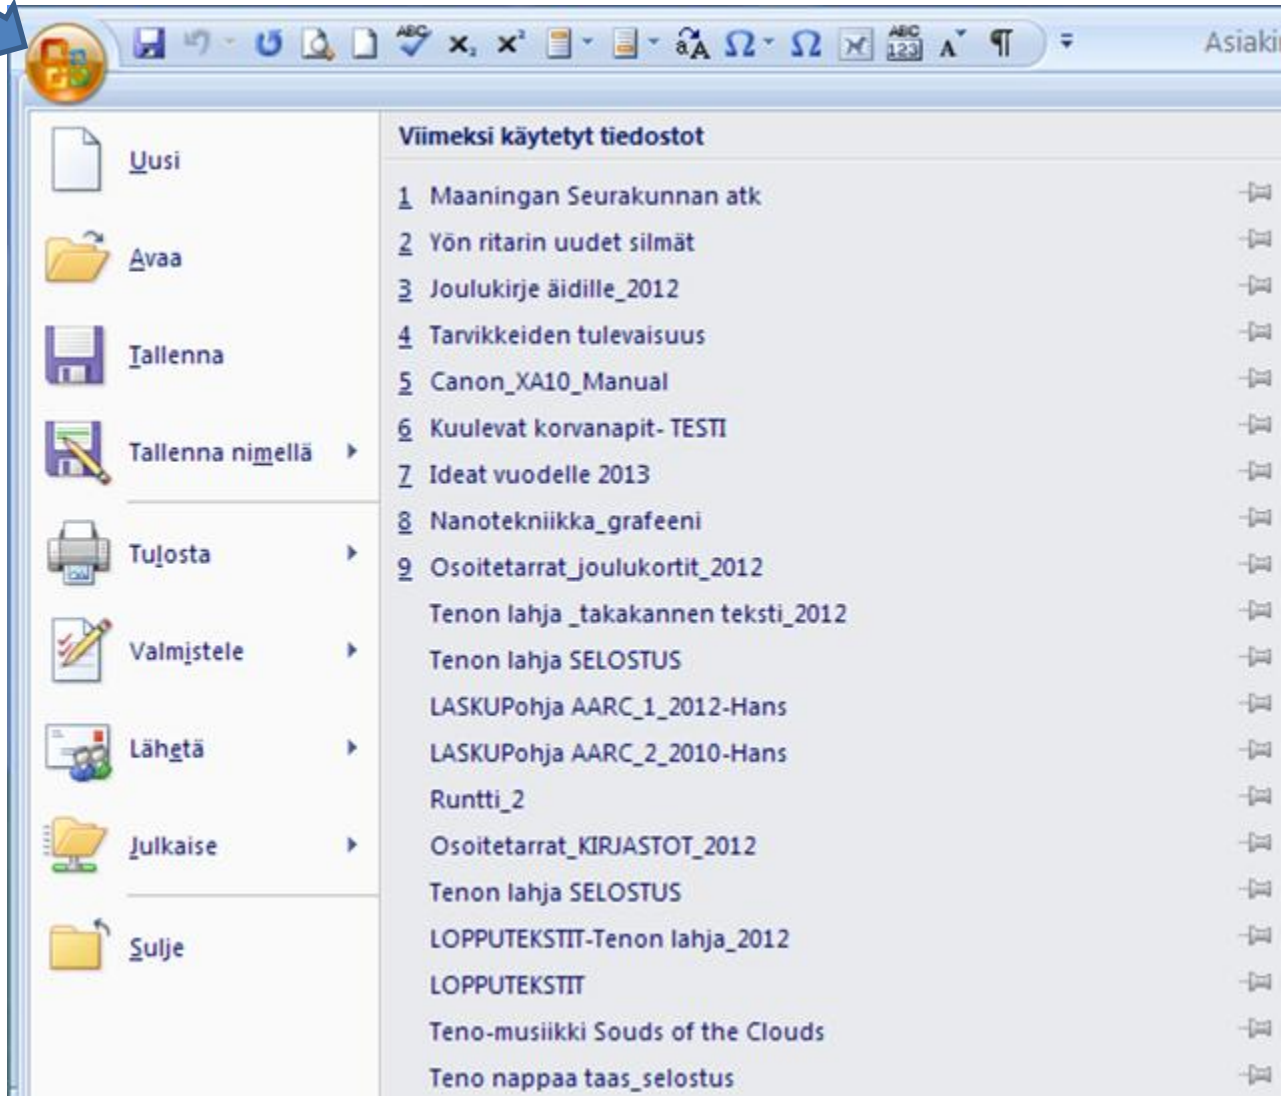 Asiaki
Uusi
Avaa
Tallenna
Tallenna nimellä
Tulosta
Valmistele
Lähetä
Julkaise
Sulje
Viimeksi käytetyt tiedostot
1 Maaningan Seurakunnan atk
2 Yön ritarin uudet silmät
3 Joulukirje äidille_2012
4 Tarvikkeiden tulevaisuus
5 Canon_XA10_Manual
6 Kuulevat korvanapit- TESTI
7 Ideat vuodelle 2013
8 Nanotekniikka_grafeeni
9 Osoitetarrat_joulukortit_2012
Tenon lahja _takakannen teksti_2012
Tenon lahja SELOSTUS
LASKUPohja AARC_1_2012-Hans
LASKUPohja AARC_2_2010-Hans
Runtti_2
Osoitetarrat_KIRJASTOT_2012
Tenon lahja SELOSTUS
LOPPUTEKSTIT-Tenon lahja_2012
LOPPUTEKSTIT
Teno-musiikki Souds of the Clouds
Teno nappaa taas_selostus